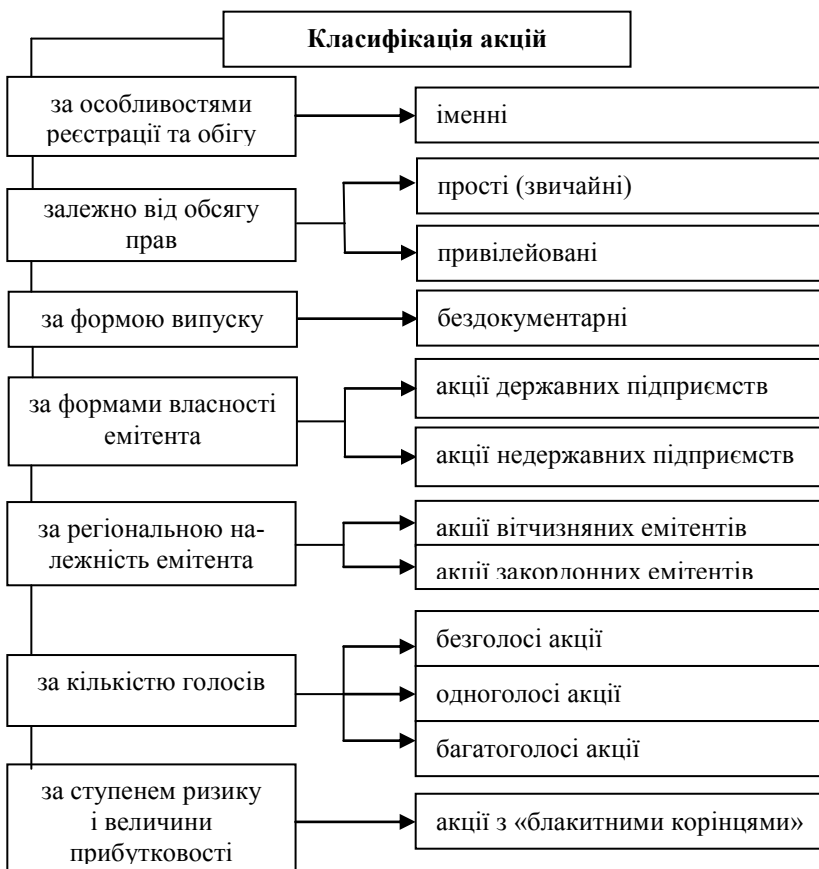 Класифікація акцій
за особливостями
реєстрації та обігу
іменні
залежно від обсягу
прав
прості (звичайні)
привілейовані
за формою випуску
бездокументарні
за формами власності
емітента
акції державних підприємств
акції недержавних підприємств
за регіональною на-
лежність емітента
акції вітчизняних емітентів
акції закордонних емітентів
за кількістю голосів
безголосі акції
одноголосі акції
багатоголосі акції
за ступенем ризику
і величини
прибутковості
акції з «блакитними корінцями»